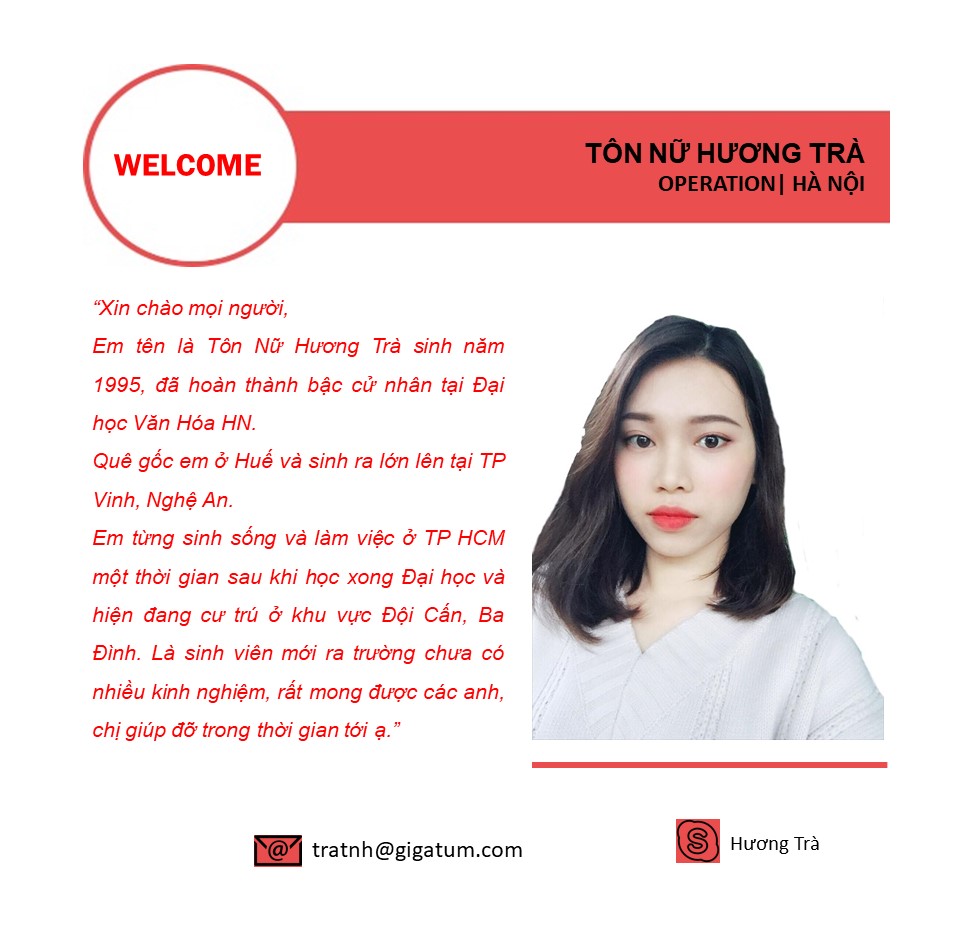 WELCOME
TÔN NỮ HƯƠNG TRÀ
OPERATION| HÀ NỘI
“Xin chào mọi người,
Em tên là Tôn Nữ Hương Trà sinh năm
1995, đã hoàn thành bậc cử nhân tại Đại
học Văn Hóa HN.
Quê gốc em ở Huế và sinh ra lớn lên tại TP
Vinh, Nghệ An.
Em từng sinh sống và làm việc ở TP HCM
một thời gian sau khi học xong Đại học và
hiện đang cư trú ở khu vực Đội Cấn, Ba
Đình. Là sinh viên mới ra trường chưa có
nhiều kinh nghiệm, rất mong được các anh,
chị giúp đỡ trong thời gian tới ạ.”
@ tratnh@gigatum.com
S Hương Trà